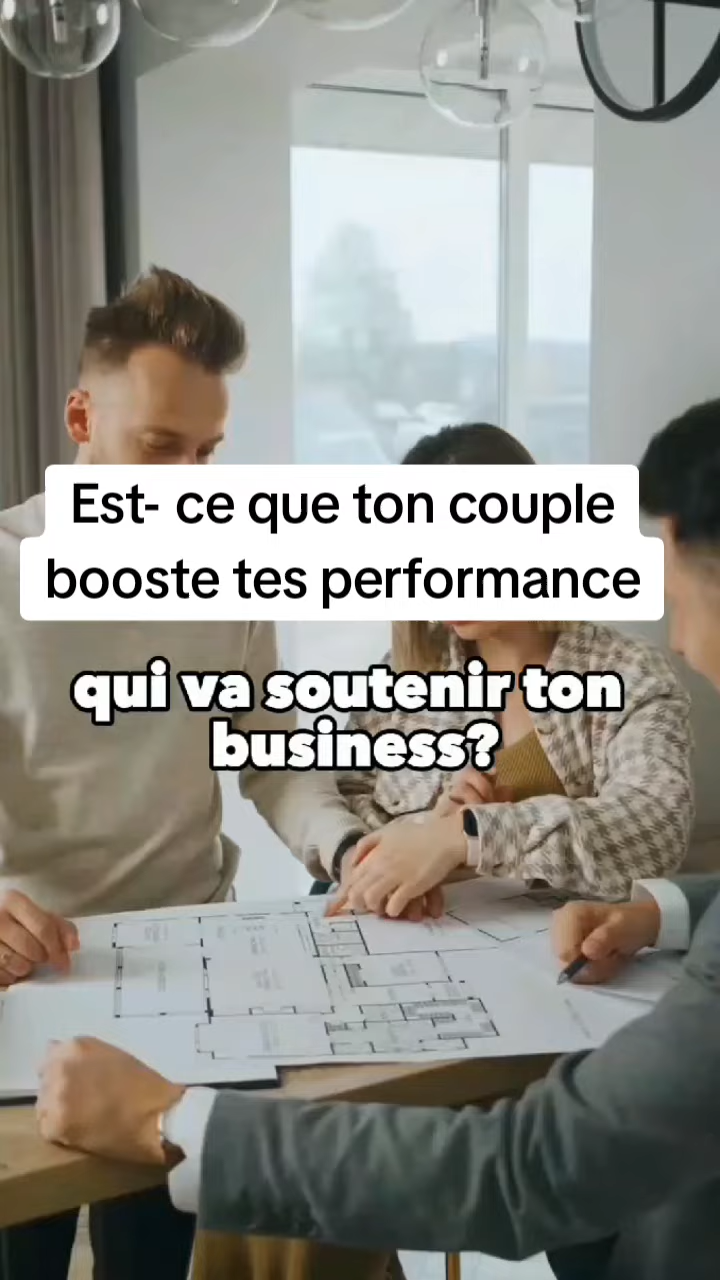 Est- ce que ton couple
booste tes performance
qui va soutenir ton
business?